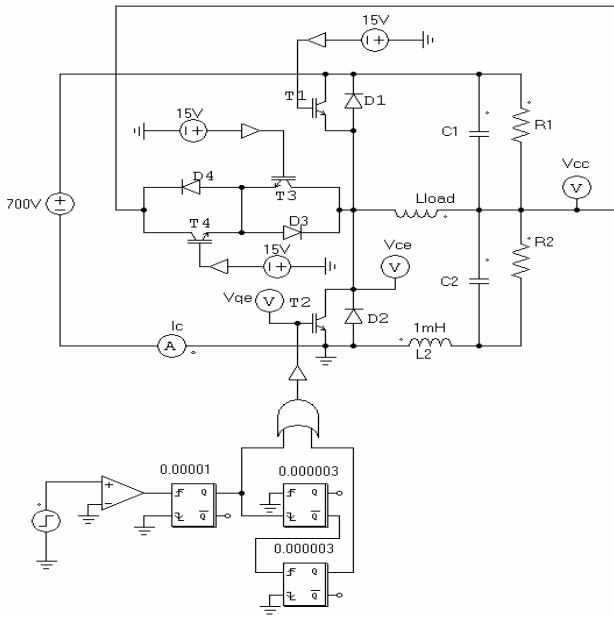 15V
T1
D1
C1
R1
15V
D4
T3
Vcc
V
700V
Lload
T4
D3
Vce
V
R2
15V
Vqe
V
T2
C2
D2
Ic
A
1mH
L2
0.00001
0.000003
Q
Q
Q
Q
0.000003
Q
Q